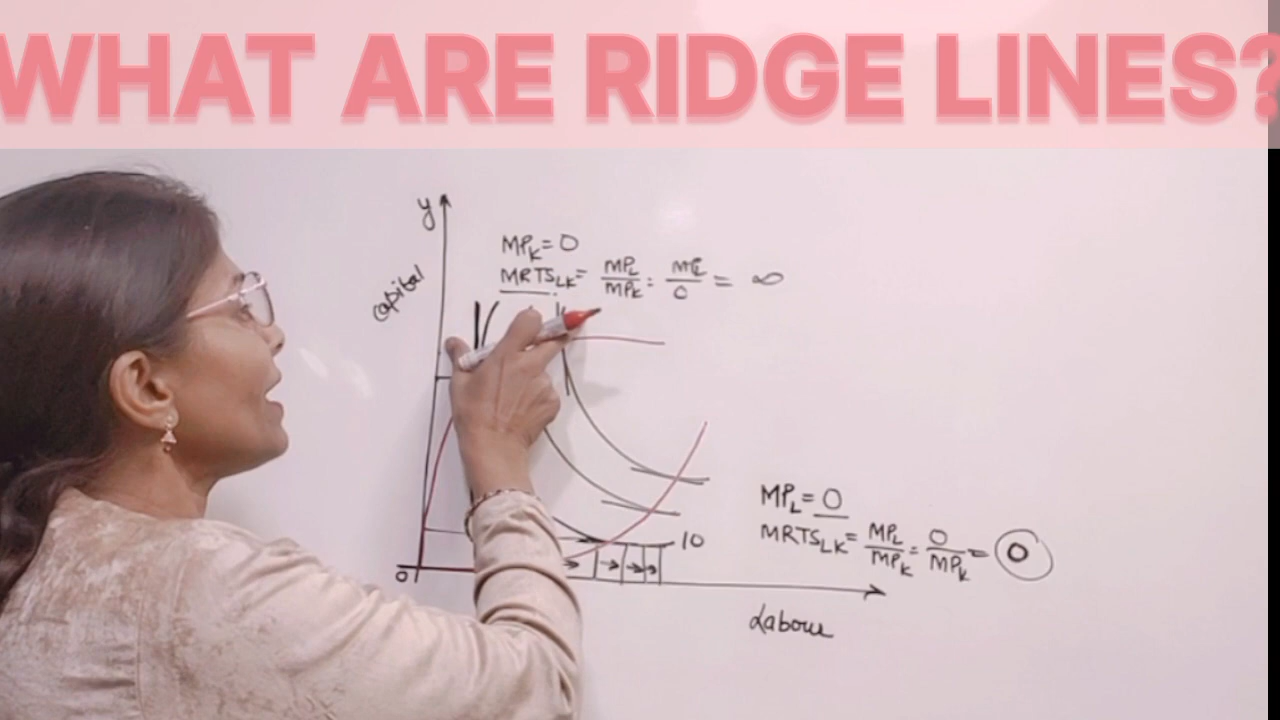 WHAT ARE RIDGE LINES?
y
capital
MPK = 0
MRTSLK = MPL/MPK = MPL/0 = ∞
10
MPL = 0
MRTSLK = MPL/MPK = 0/MPK = 0
0
Labour